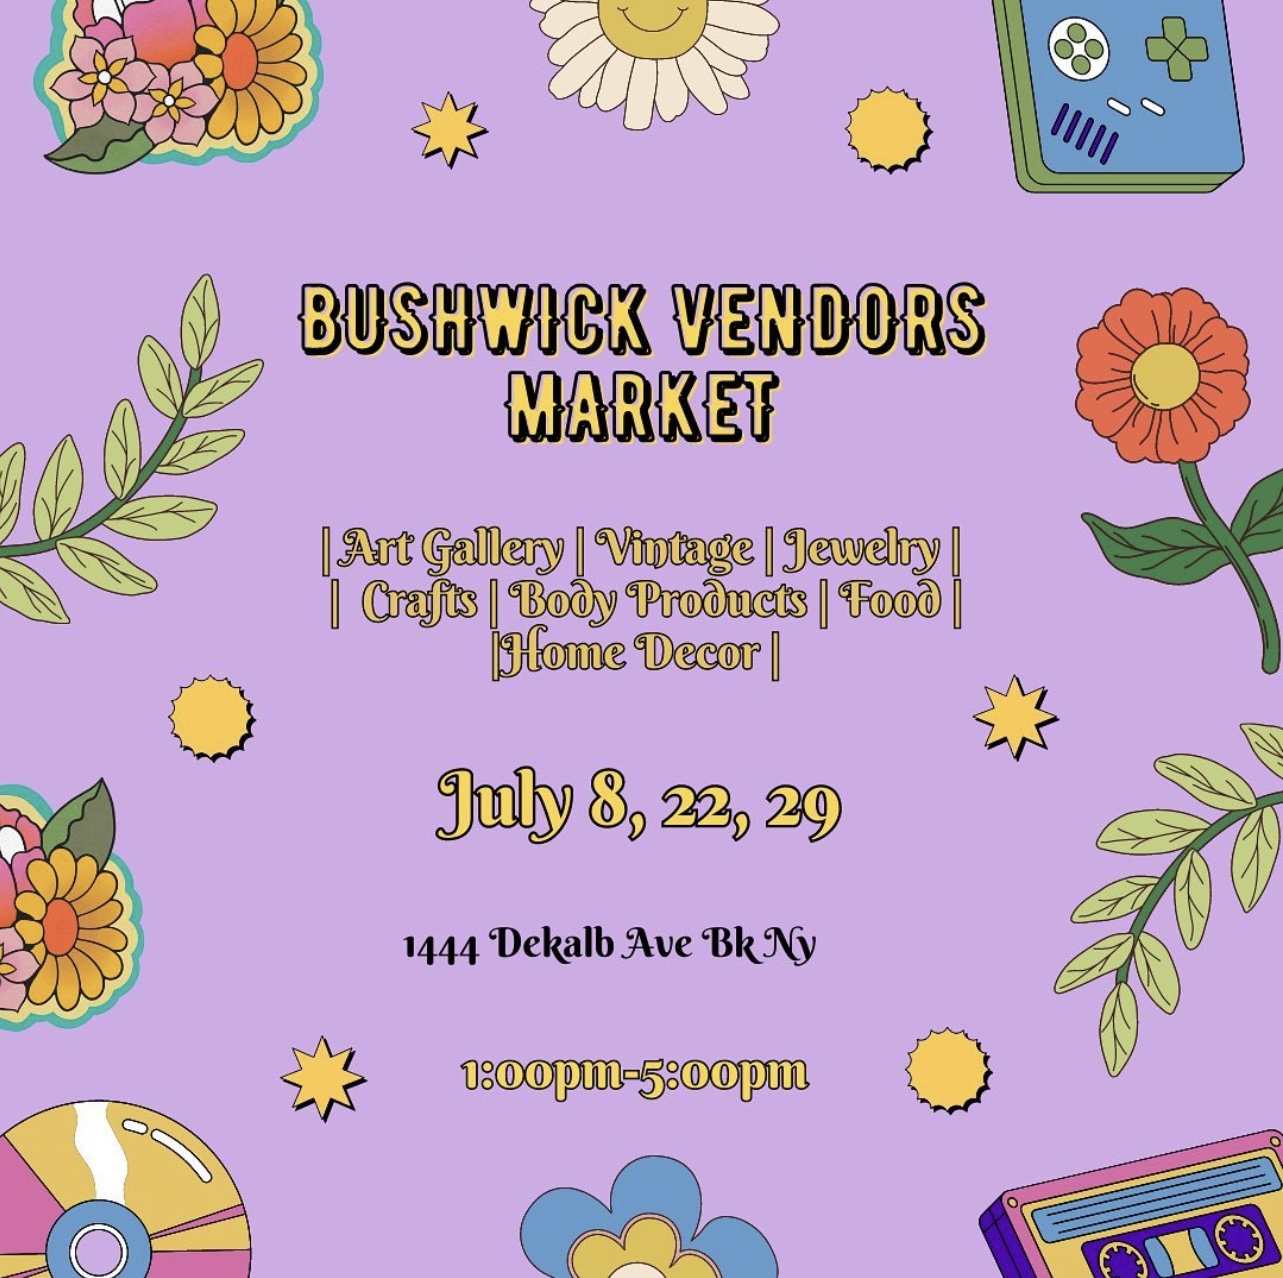 BUSHWICK VENDORS
MARKET
| Art Gallery | Vintage | Jewelry |
| Crafts | Body Products | Food |
|Home Decor |
July 8, 22, 29
1444 Dekalb Ave Bk Ny
1:00pm-5:00pm